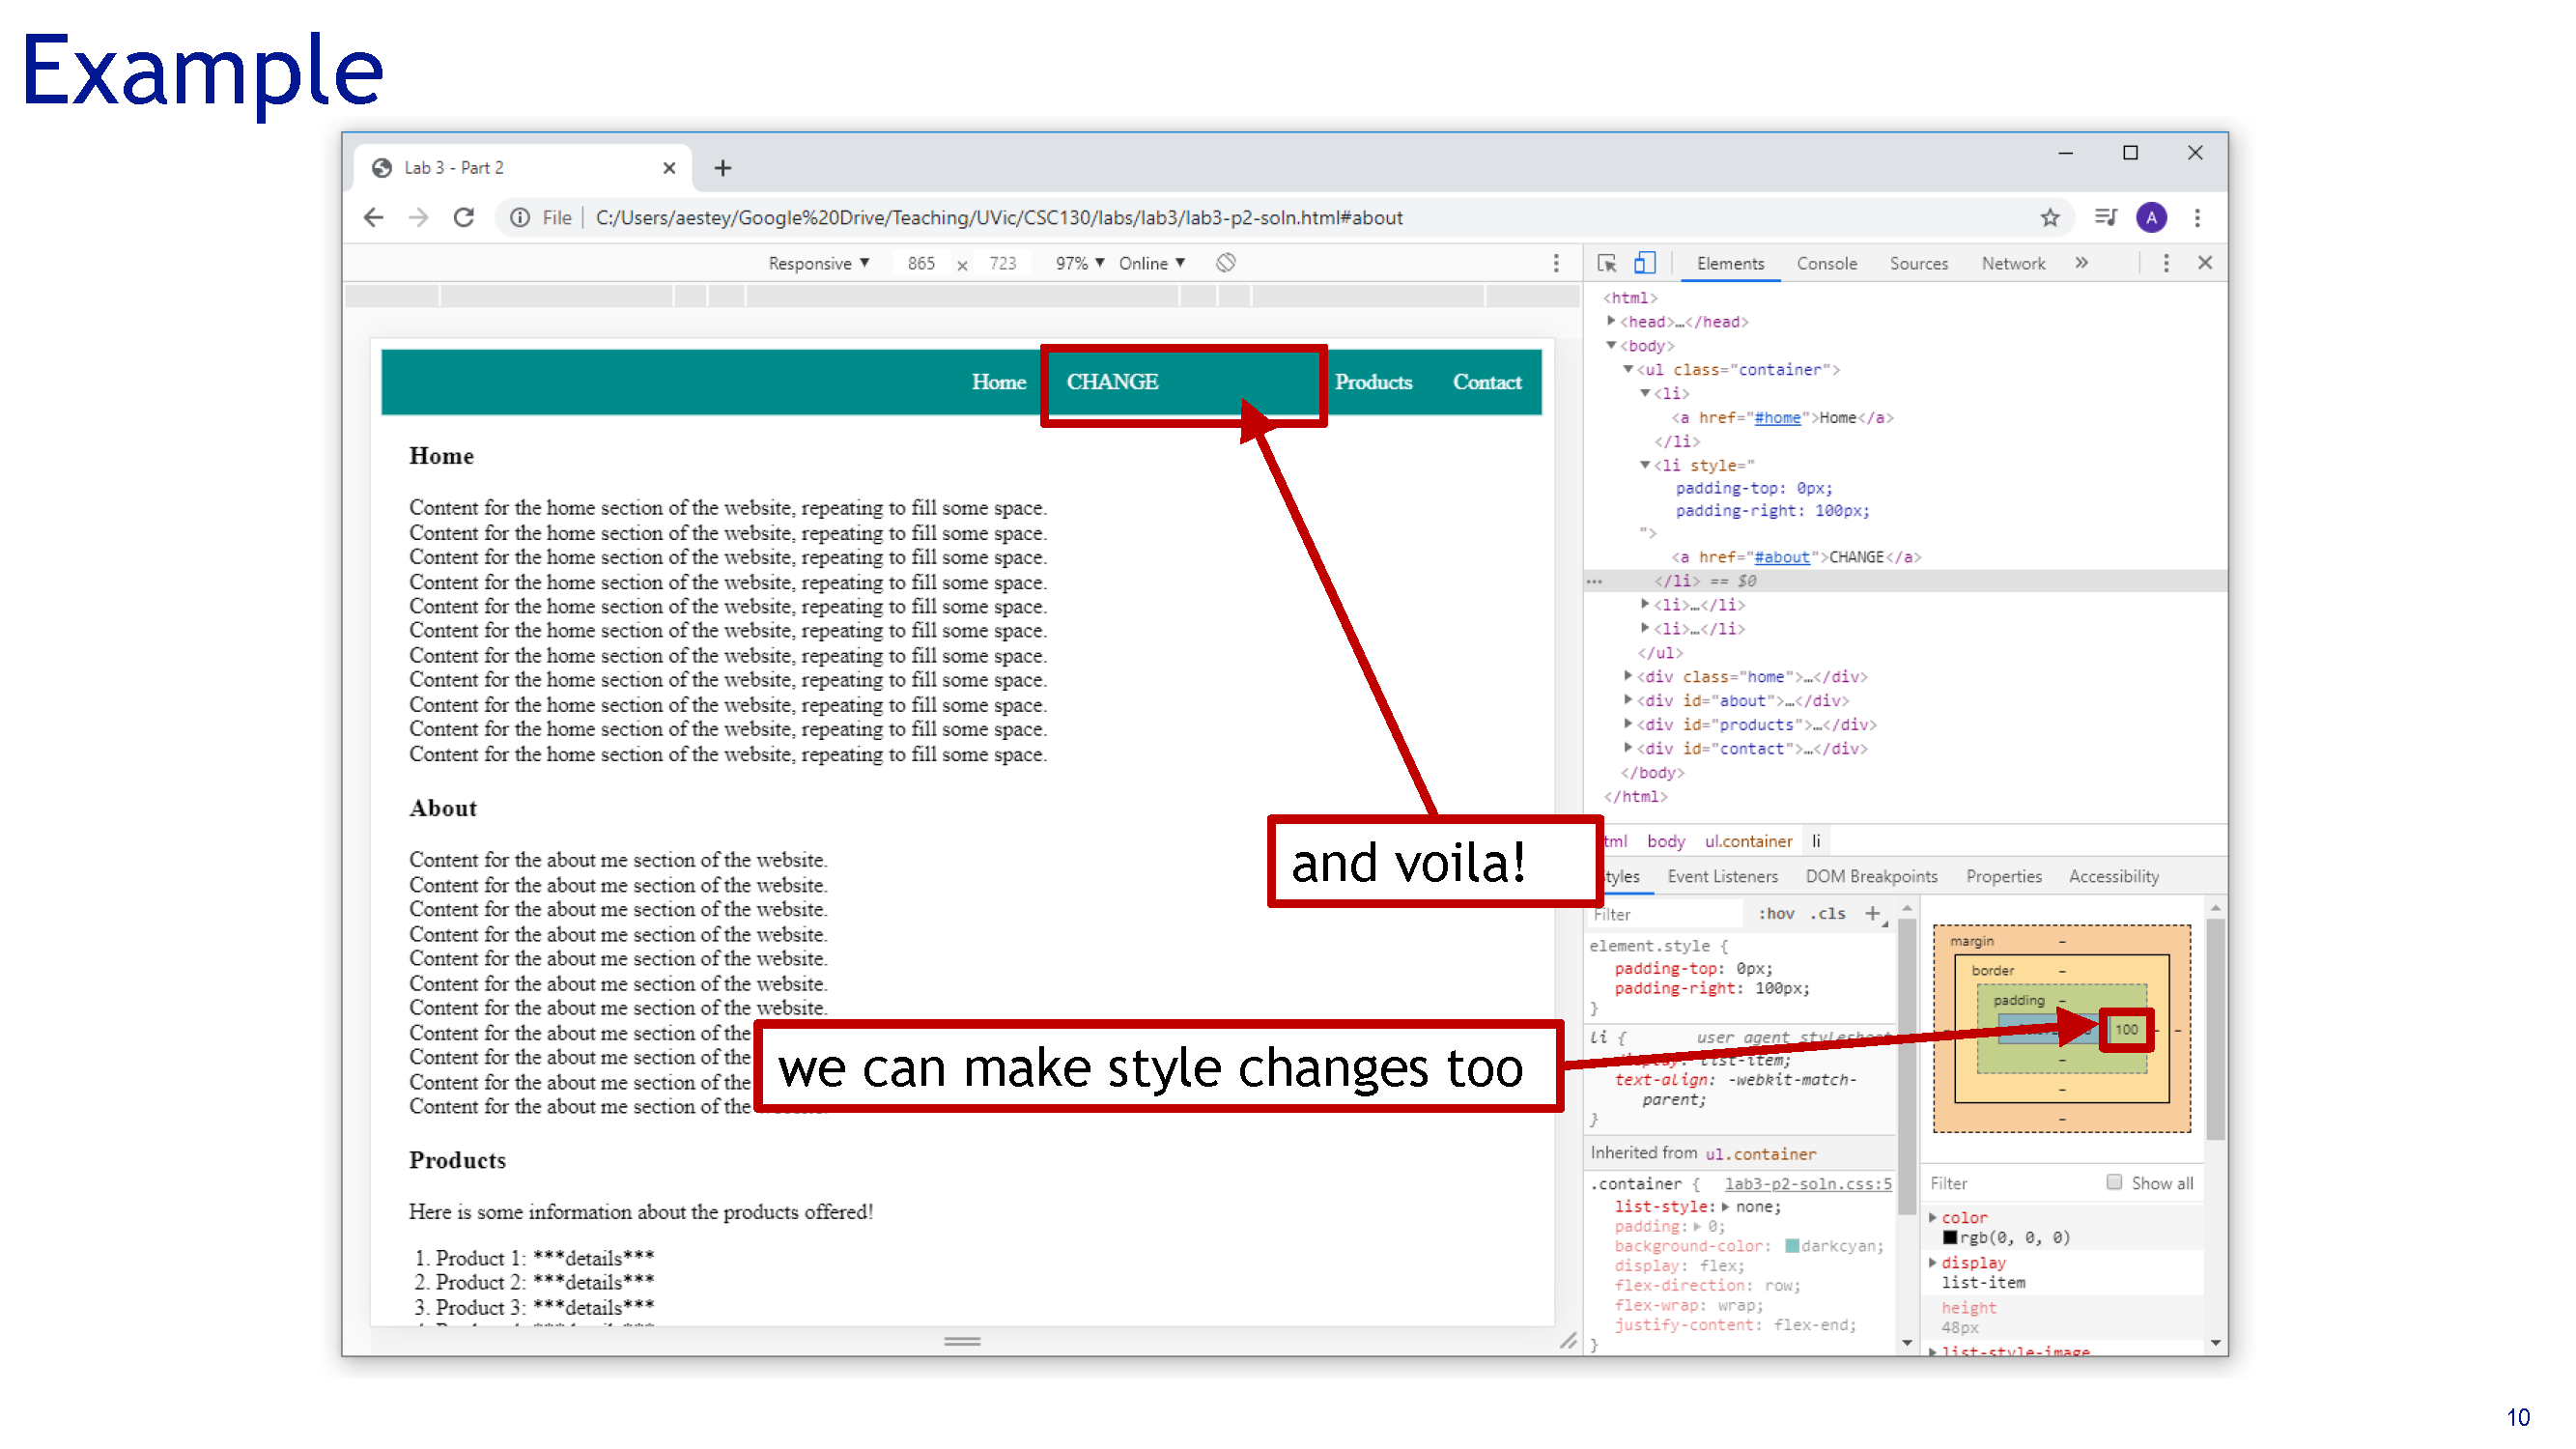 Example
Lab 3 - Part 2
File
C:/Users/aestey/Google%20Drive/Teaching/UVic/CSC130/labs/lab3/lab3-p2-soln.html#about
A
Responsive ▼ 865 x 723 97% ▼ Online ▼
Home CHANGE Products Contact
Home
Content for the home section of the website, repeating to fill some space.
Content for the home section of the website, repeating to fill some space.
Content for the home section of the website, repeating to fill some space.
Content for the home section of the website, repeating to fill some space.
Content for the home section of the website, repeating to fill some space.
Content for the home section of the website, repeating to fill some space.
Content for the home section of the website, repeating to fill some space.
Content for the home section of the website, repeating to fill some space.
Content for the home section of the website, repeating to fill some space.
Content for the home section of the website, repeating to fill some space.
Content for the home section of the website, repeating to fill some space.
About
Content for the about me section of the website.
Content for the about me section of the website.
Content for the about me section of the website.
Content for the about me section of the website.
Content for the about me section of the website.
Content for the about me section of the website.
Content for the about me section of the website.
Content for the about me section of the
Content for the about me section of the
Content for the about me section of the
Content for the about me section of the
Products
Here is some information about the products offered!
1. Product 1: ***details***
2. Product 2: ***details***
3. Product 3: ***details***
and voila!
we can make style changes too
Elements Console Sources Network »
<html>
<head>…</head>
<body>
<ul class="container">
<li>
<a href="#home">Home</a>
</li>
<li style="
padding-top: 0px;
padding-right: 100px;
">
<a href="#about">CHANGE</a>
</li> == $0
<li>…</li>
<li>…</li>
</ul>
<div class="home">…</div>
<div id="about">…</div>
<div id="products">…</div>
<div id="contact">…</div>
</body>
</html>
body ul.container li
Event Listeners DOM Breakpoints Properties Accessibility
Filter :hov .cls +
element.style {
padding-top: 0px;
padding-right: 100px;
}
li { user agent stylesheet
display: list-item;
text-align: -webkit-match-
parent;
}
Inherited from ul.container
.container { lab3-p2-soln.css:5
list-style: none;
padding: 0;
background-color: darkcyan;
display: flex;
flex-direction: row;
flex-wrap: wrap;
justify-content: flex-end;
}
margin -
border -
padding -
100 - -
-
-
-
Filter Show all
color
rgb(0, 0, 0)
display
list-item
height
48px
list-style-image
10